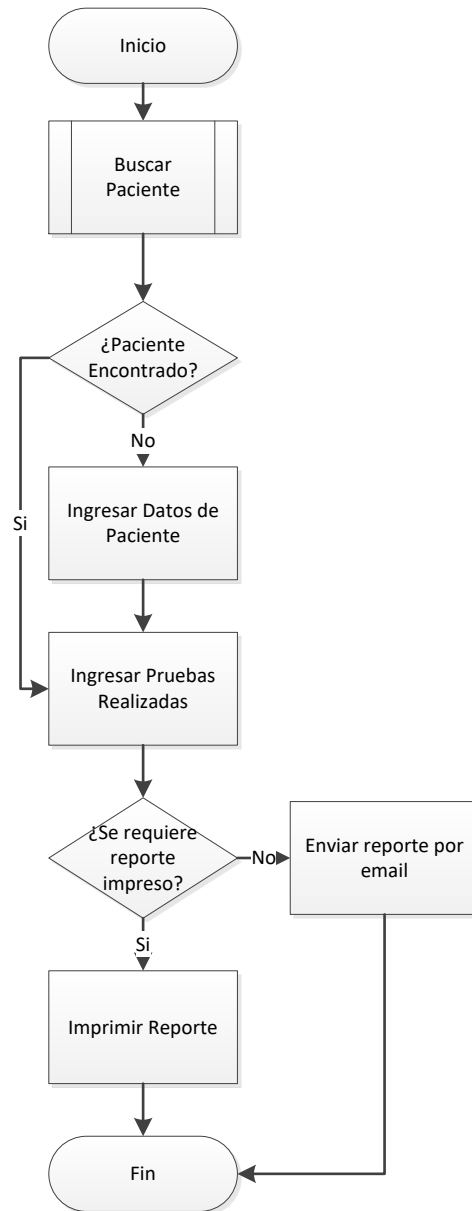 Inicio
Buscar
Paciente
¿Paciente
Encontrado?
No
Si
Ingresar Datos de
Paciente
Ingresar Pruebas
Realizadas
¿Se requiere
reporte
impreso?
No
Enviar reporte por
email
Si
Imprimir Reporte
Fin